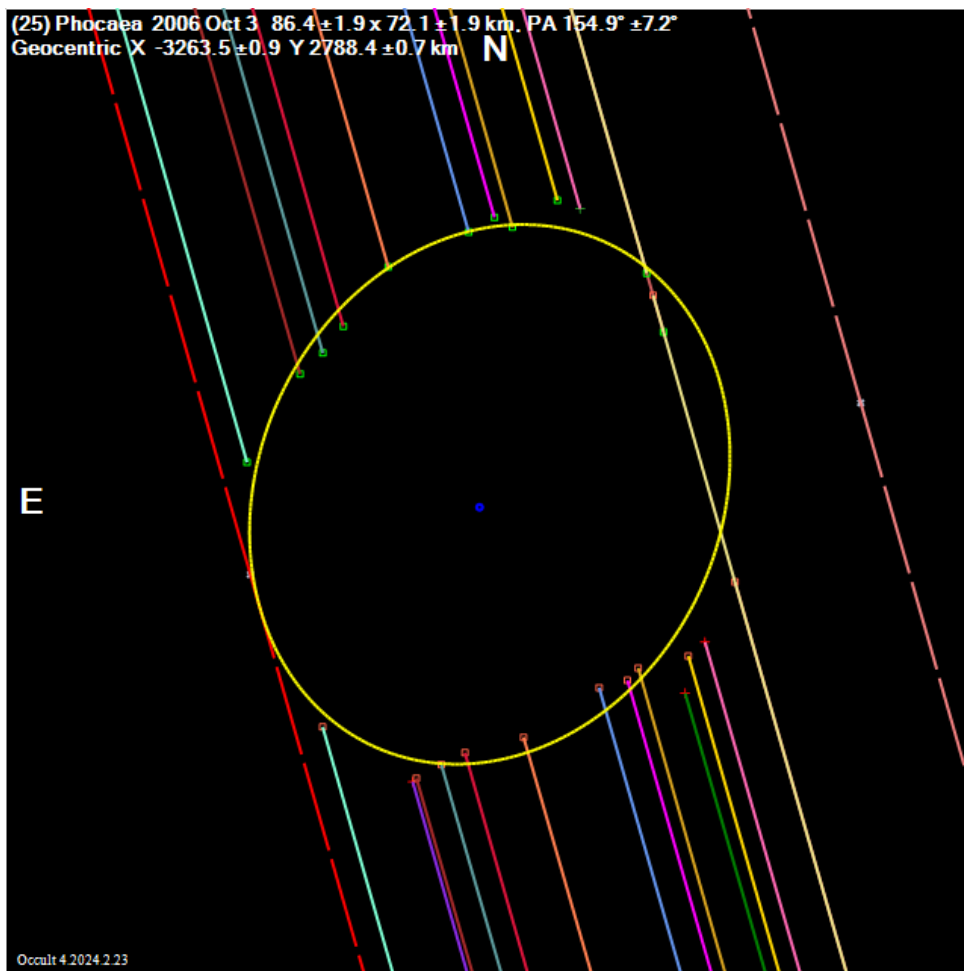 (25) Phocaea 2006 Oct 3 86.4 ±1.9 x 72.1 ±1.9 km, PA 154.9° ±7.2°
Geocentric X -3263.5 ±0.9 Y 2788.4 ±0.7 km
N
E
Occult 4.2024.2.23